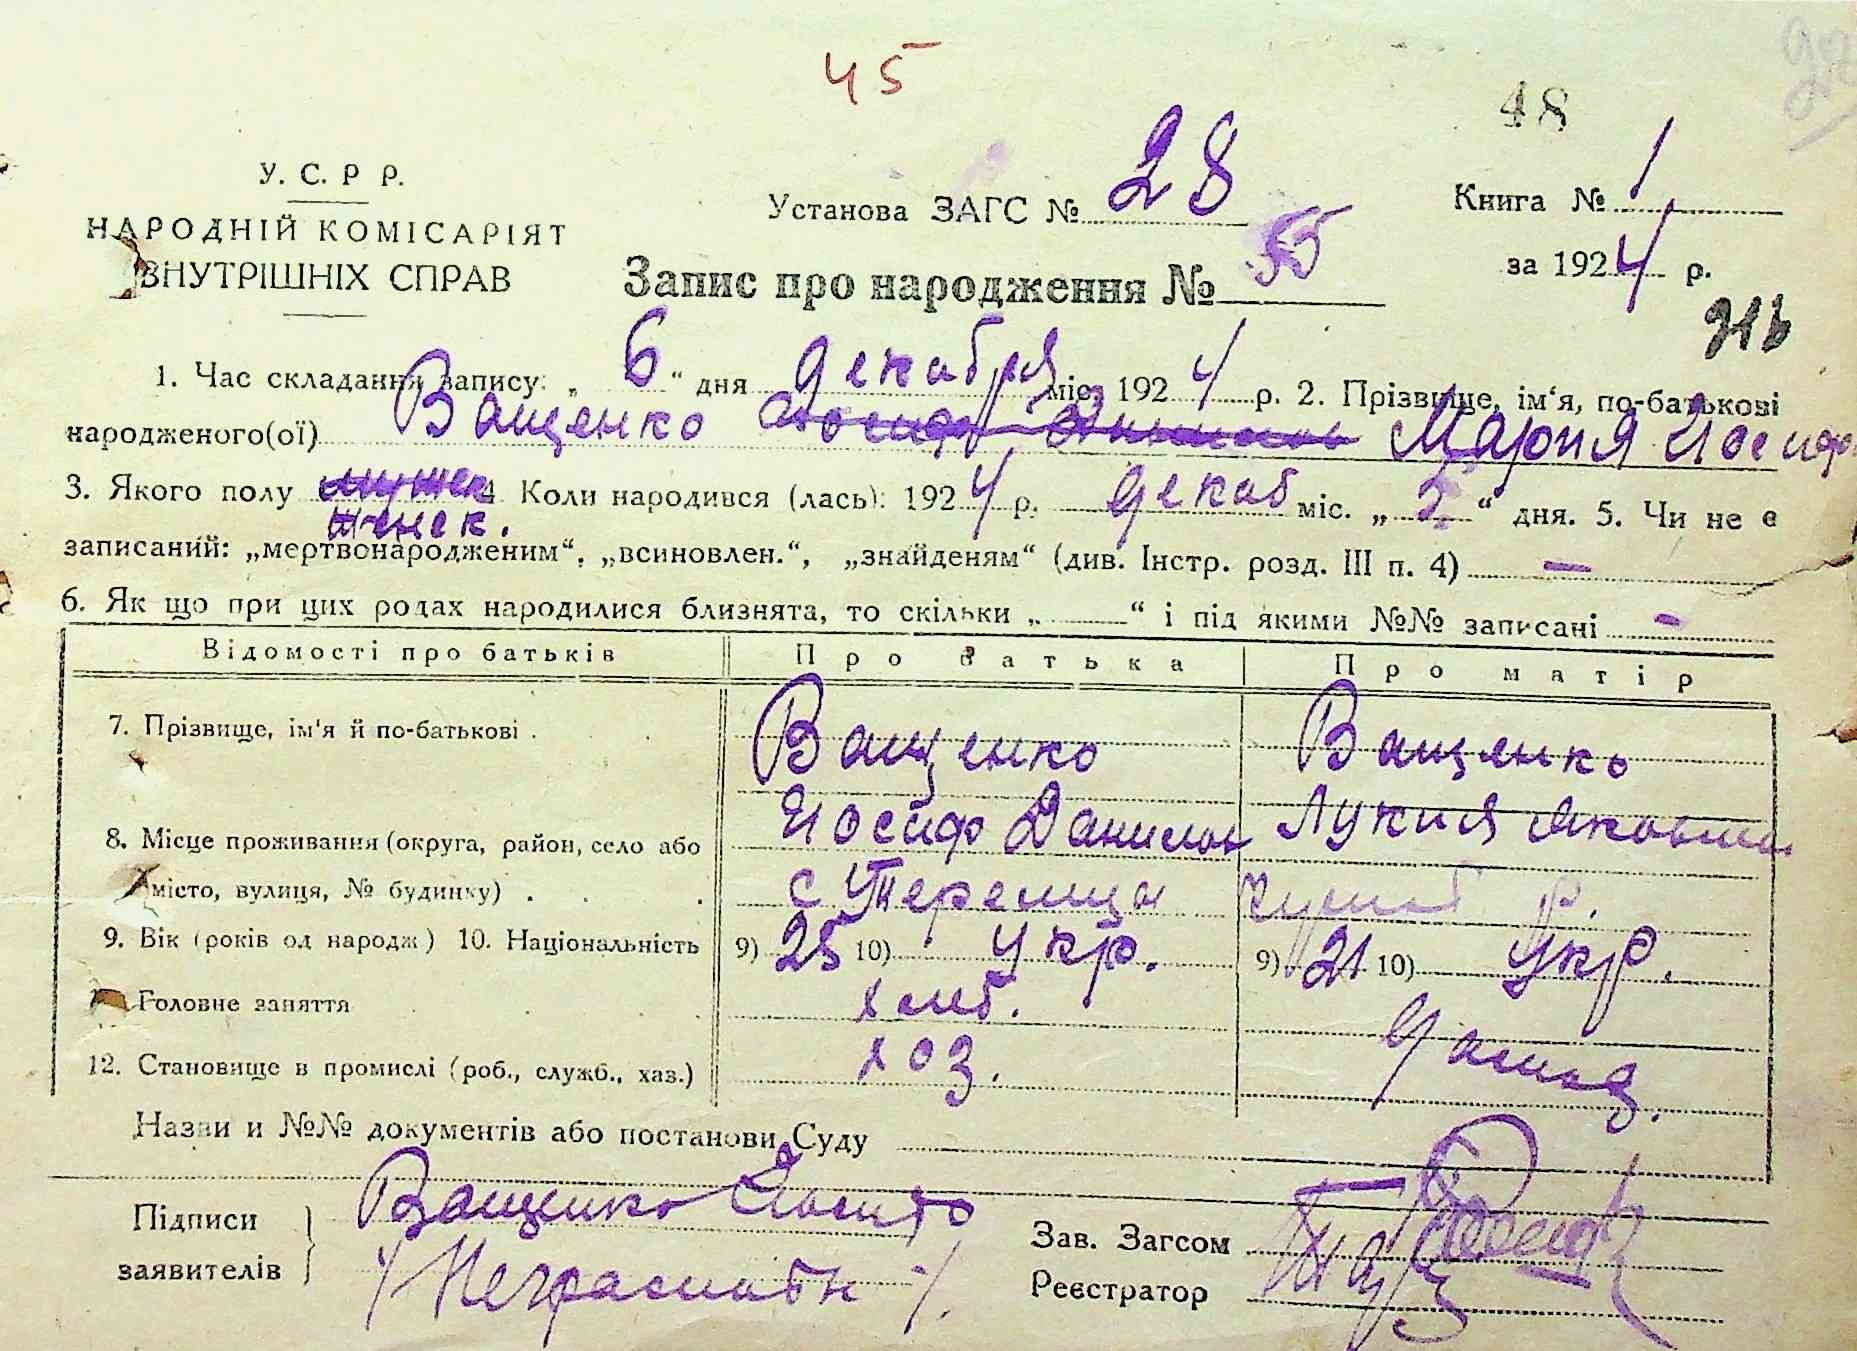 45
48
У. С. Р Р.
НАРОДНІЙ КОМІСАРІЯТ
ВНУТРІШНІХ СПРАВ
Установа ЗАГС № 28
Книга № 1
за 1924 р.
Запис про народження № 55
1. Час складання запису: „ 6 “ дня декабря міс. 1924 р. 2. Прізвище, ім‘я, по-батькові
народженого(ої) Ващенко Мария Иосиф
3. Якого полу мужск 4 Коли народився (лась): 1924 р. декаб міс. „ 5 “ дня. 5. Чи не є
женск.
записаний: „мертвонародженим“, „всиновлен.“, „знайденям“ (див. Інстр. розд. III п. 4) —
6. Як що при цих родах народилися близнята, то скільки „ “ і під якими №№ записані -
Відомості про батьків Про батька Про матір
7. Прізвище, ім'я й по-батькові . Ващенко Ващенко
Иосиф Данилов Лукия Яковлев
8. Місце проживання (округа, район, село або
місто, вулиця, № будинку) . . с
9. Вік (років од народж) 10. Національність 9) 25 10) укр. 9) 21 10) Укр.
Головне заняття хлеб.
12. Становище в промислі (роб., служб., хаз.) хоз.
Назви и №№ документів або постанови Суду
Підписи Ващенко
заявителів
Зав. Загсом
Реєстратор